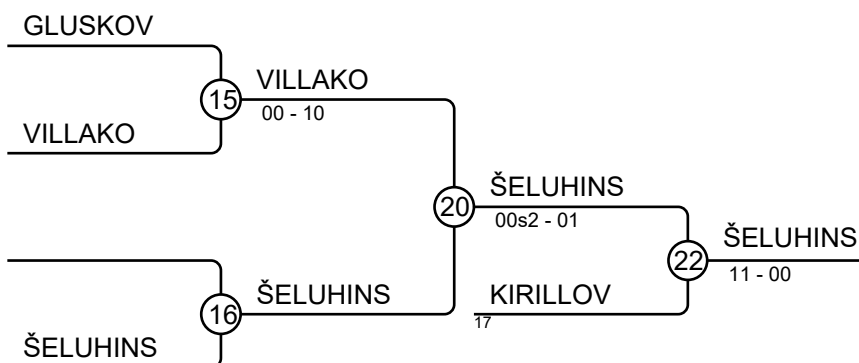 GLUSKOV
15
VILLAKO
00 - 10
VILLAKO
20
ŠELUHINS
00s2 - 01
22
ŠELUHINS
11 - 00
16
ŠELUHINS
KIRILLOV
17
ŠELUHINS